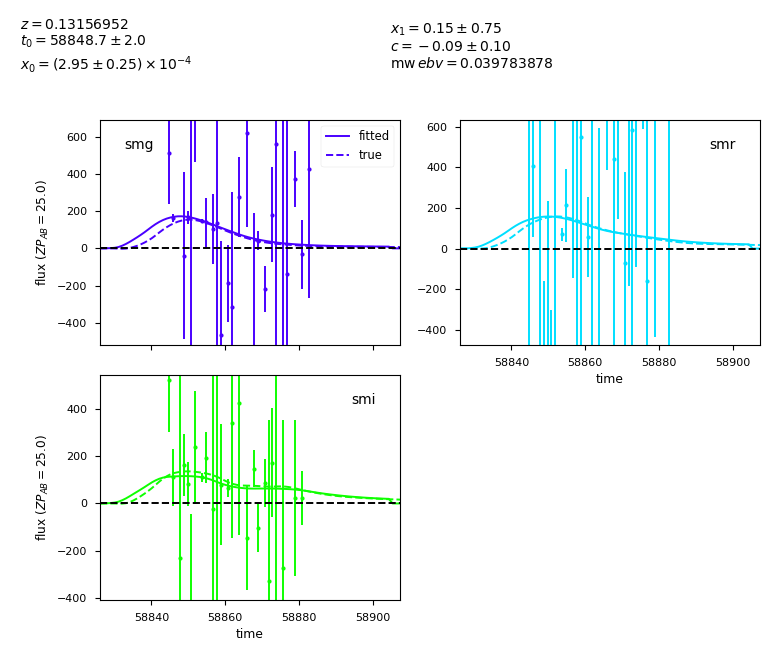 z = 0.13156952
t₀ = 58848.7 ± 2.0
x₀ = (2.95 ± 0.25) × 10⁻⁴
x₁ = 0.15 ± 0.75
c = −0.09 ± 0.10
mw ebv = 0.039783878
smg
fitted
true
flux (ZP_AB = 25.0)
600
400
200
0
−200
−400
smr
600
400
200
0
−200
−400
58840 58860 58880 58900
time
smi
flux (ZP_AB = 25.0)
400
200
0
−200
−400
58840 58860 58880 58900
time